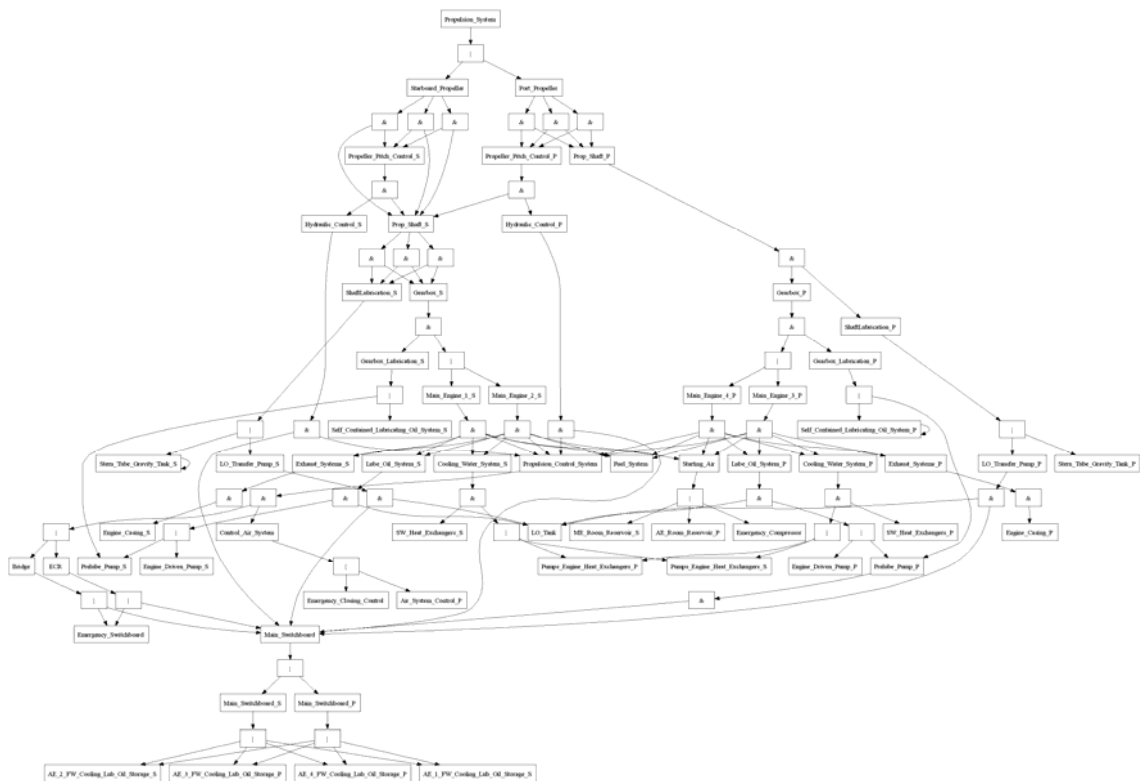 Propulsion_System
|
Starboard_Propeller
Port_Propeller
&
&
&
&
&
&
Propeller_Pitch_Control_S
Propeller_Pitch_Control_P
Prop_Shaft_P
&
&
Hydraulic_Control_S
Prop_Shaft_S
Hydraulic_Control_P
&
&
&
&
ShaftLubrication_S
Gearbox_S
Gearbox_P
&
&
ShaftLubrication_P
Gearbox_Lubrication_S
|
|
Gearbox_Lubrication_P
Main_Engine_1_S
Main_Engine_2_S
Main_Engine_4_P
Main_Engine_3_P
|
|
|
&
Self_Contained_Lubricating_Oil_System_S
&
&
&
&
&
Self_Contained_Lubricating_Oil_System_P
|
Stern_Tube_Gravity_Tank_S
LO_Transfer_Pump_S
Exhaust_Systems_S
Lube_Oil_System_S
Cooling_Water_System_S
Propulsion_Control_System
Fuel_System
Starting_Air
Lube_Oil_System_P
Cooling_Water_System_P
Exhaust_Systems_P
LO_Transfer_Pump_P
Stern_Tube_Gravity_Tank_P
&
&
&
&
&
|
&
&
&
&
|
Engine_Casing_S
|
Control_Air_System
SW_Heat_Exchangers_S
|
LO_Tank
ME_Room_Reservoir_S
AE_Room_Reservoir_P
Emergency_Compressor
|
|
SW_Heat_Exchangers_P
Engine_Casing_P
Bridge
ECR
Prelube_Pump_S
Engine_Driven_Pump_S
|
Pumps_Engine_Heat_Exchangers_P
Pumps_Engine_Heat_Exchangers_S
Engine_Driven_Pump_P
Prelube_Pump_P
|
|
Emergency_Closing_Control
Air_System_Control_P
&
Emergency_Switchboard
Main_Switchboard
|
Main_Switchboard_S
Main_Switchboard_P
|
|
AE_2_FW_Cooling_Lub_Oil_Storage_S
AE_3_FW_Cooling_Lub_Oil_Storage_P
AE_4_FW_Cooling_Lub_Oil_Storage_P
AE_1_FW_Cooling_Lub_Oil_Storage_S